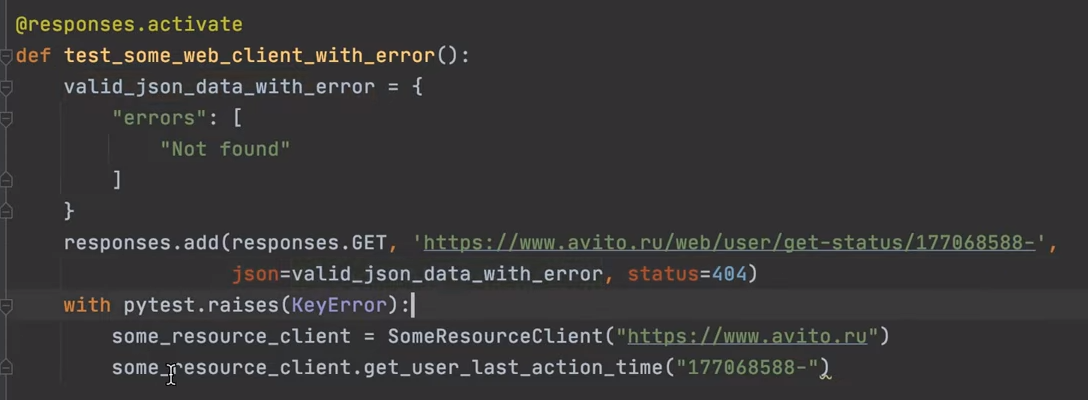 @responses.activate
def test_some_web_client_with_error():
    valid_json_data_with_error = {
        "errors": [
            "Not found"
        ]
    }
    responses.add(responses.GET, 'https://www.avito.ru/web/user/get-status/177068588-',
                  json=valid_json_data_with_error, status=404)
    with pytest.raises(KeyError):
        some_resource_client = SomeResourceClient("https://www.avito.ru")
        some_resource_client.get_user_last_action_time("177068588-")